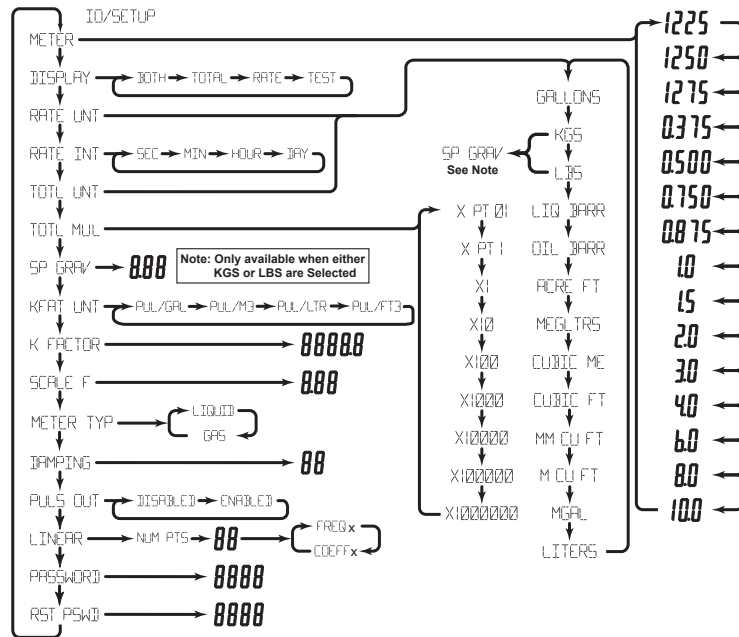 IO/SETUP
METER
DISPLAY BOTH TOTAL RATE TEST
RATE UNT
RATE INT SEC MIN HOUR DAY
TOTL UNT
TOTL MUL
SP GRAV 8.88
Note: Only available when either
KGS or LBS are Selected
KFAT UNT PUL/GAL PUL/M3 PUL/LTR PUL/FT3
K FACTOR 8888.8
SCALE F 8.88
METER TYP LIQUID
GAS
DAMPING 88
PULS OUT DISABLED ENABLED
LINEAR NUM PTS 88 FREQ x
COEFF x
PASSWORD 8888
RST PSWD 8888
X PT 01
X PT 1
X1
X10
X100
X1000
X10000
X100000
X1000000
SP GRAV
See Note
GALLONS
KGS
LBS
LIQ BARR
OIL BARR
ACRE FT
MEGLTRS
CUBIC ME
CUBIC FT
MM CU FT
M CU FT
MGAL
LITERS
1225
1250
1275
0.375
0.500
0.750
0.875
1.0
1.5
2.0
3.0
4.0
6.0
8.0
10.0